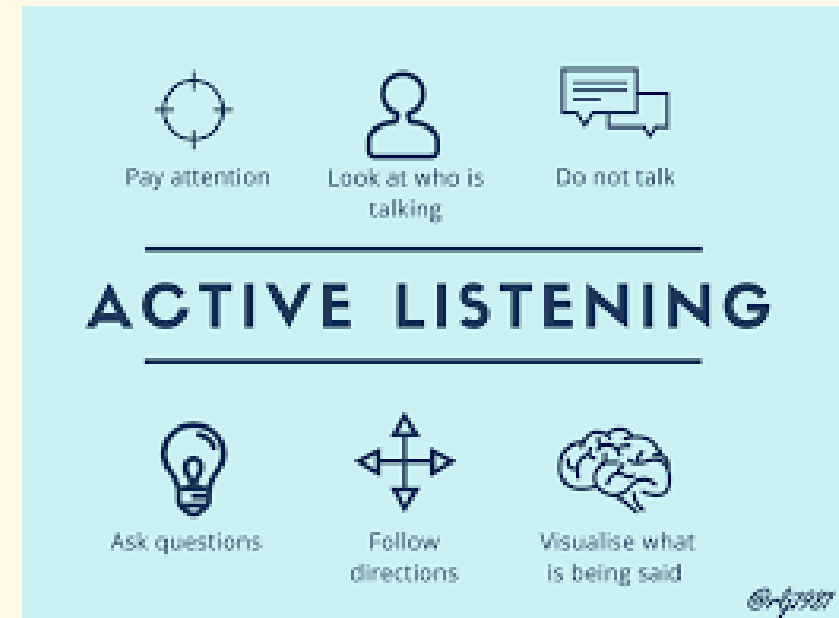 Pay attention
Look at who is
talking
Do not talk
ACTIVE LISTENING
Ask questions
Follow
directions
Visualise what
is being said